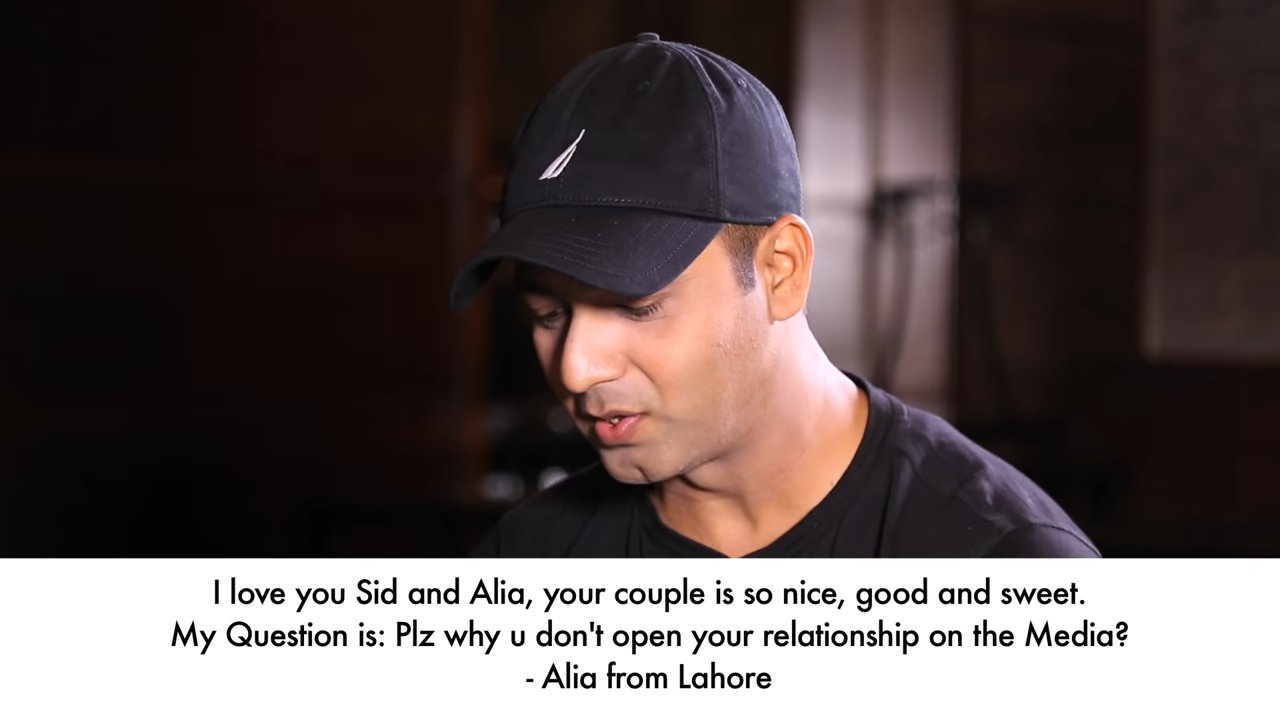 I love you Sid and Alia, your couple is so nice, good and sweet.
My Question is: Plz why u don't open your relationship on the Media?
- Alia from Lahore